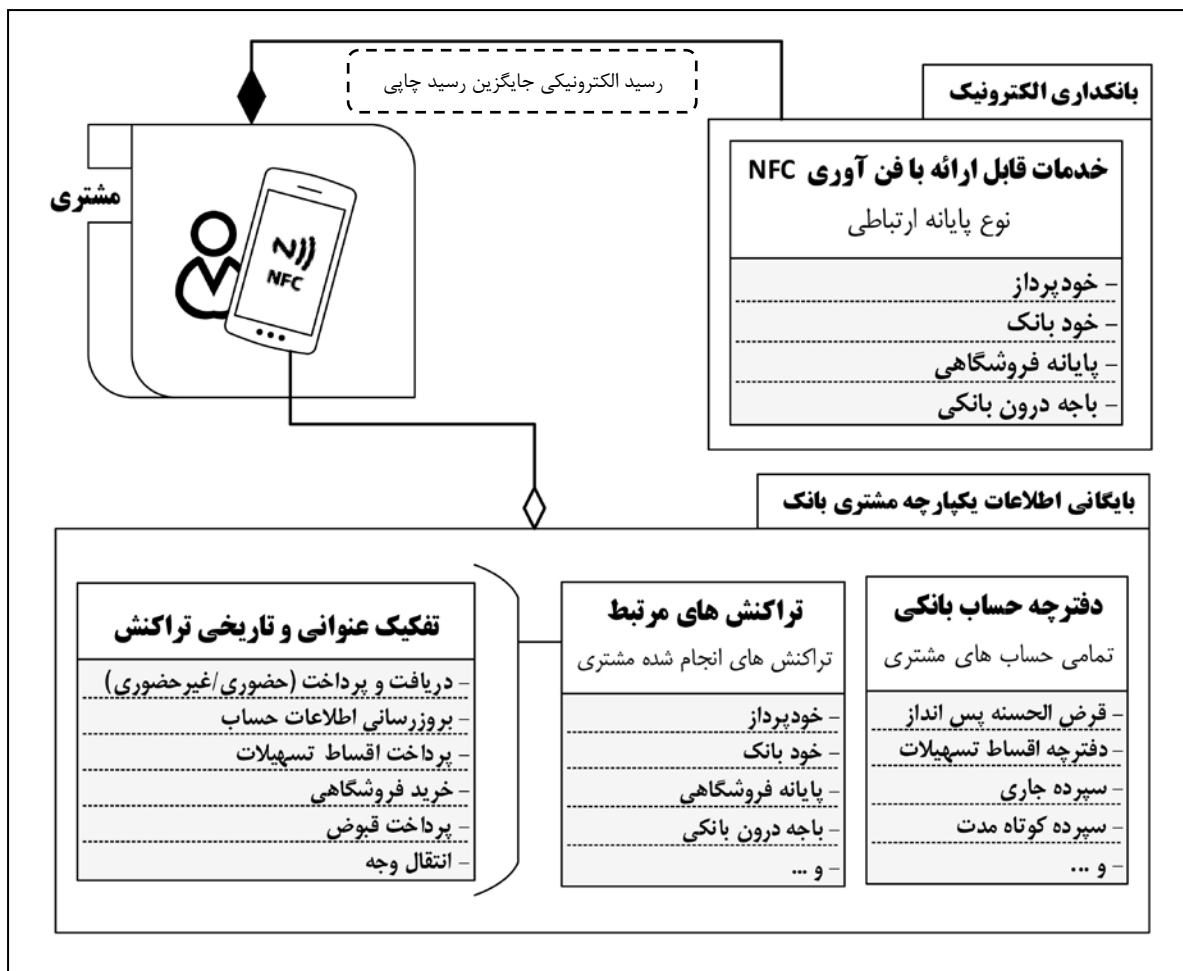 رسید الکترونیکی جایگزین رسید چاپی
بانکداری الکترونیک
خدمات قابل ارائه با فن آوری NFC
نوع پایانه ارتباطی
- خودپرداز
- خود بانک
- پایانه فروشگاهی
- باجه درون بانکی
مشتری
NFC
بایگانی اطلاعات یکپارچه مشتری بانک
دفترچه حساب بانکی
تمامی حساب های مشتری
- قرض الحسنه پس انداز
- دفترچه اقساط تسهیلات
- سپرده جاری
- سپرده کوتاه مدت
- و ...
تراکنش های مرتبط
تراکنش های انجام شده مشتری
- خودپرداز
- خود بانک
- پایانه فروشگاهی
- باجه درون بانکی
- و ...
تفکیک عنوانی و تاریخی تراکنش
- دریافت و پرداخت (حضوری/غیرحضوری)
- بروزرسانی اطلاعات حساب
- پرداخت اقساط تسهیلات
- خرید فروشگاهی
- پرداخت قبوض
- انتقال وجه